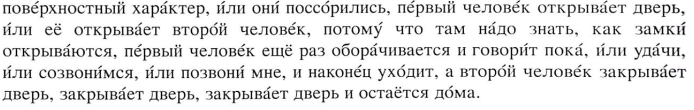 пове́рхностный хара́ктер, и́ли они́ поссо́рились, пе́рвый челове́к открыва́ет дверь,
и́ли её открыва́ет второ́й челове́к, потому́ что там на́до знать, как замки́
открыва́ются, пе́рвый челове́к ещё раз обора́чивается и говори́т пока́, и́ли уда́чи,
и́ли созвони́мся, и́ли позвони́ мне, и наконе́ц ухо́дит, а второ́й челове́к закрыва́ет
дверь, закрыва́ет дверь, закрыва́ет дверь и остаётся до́ма.